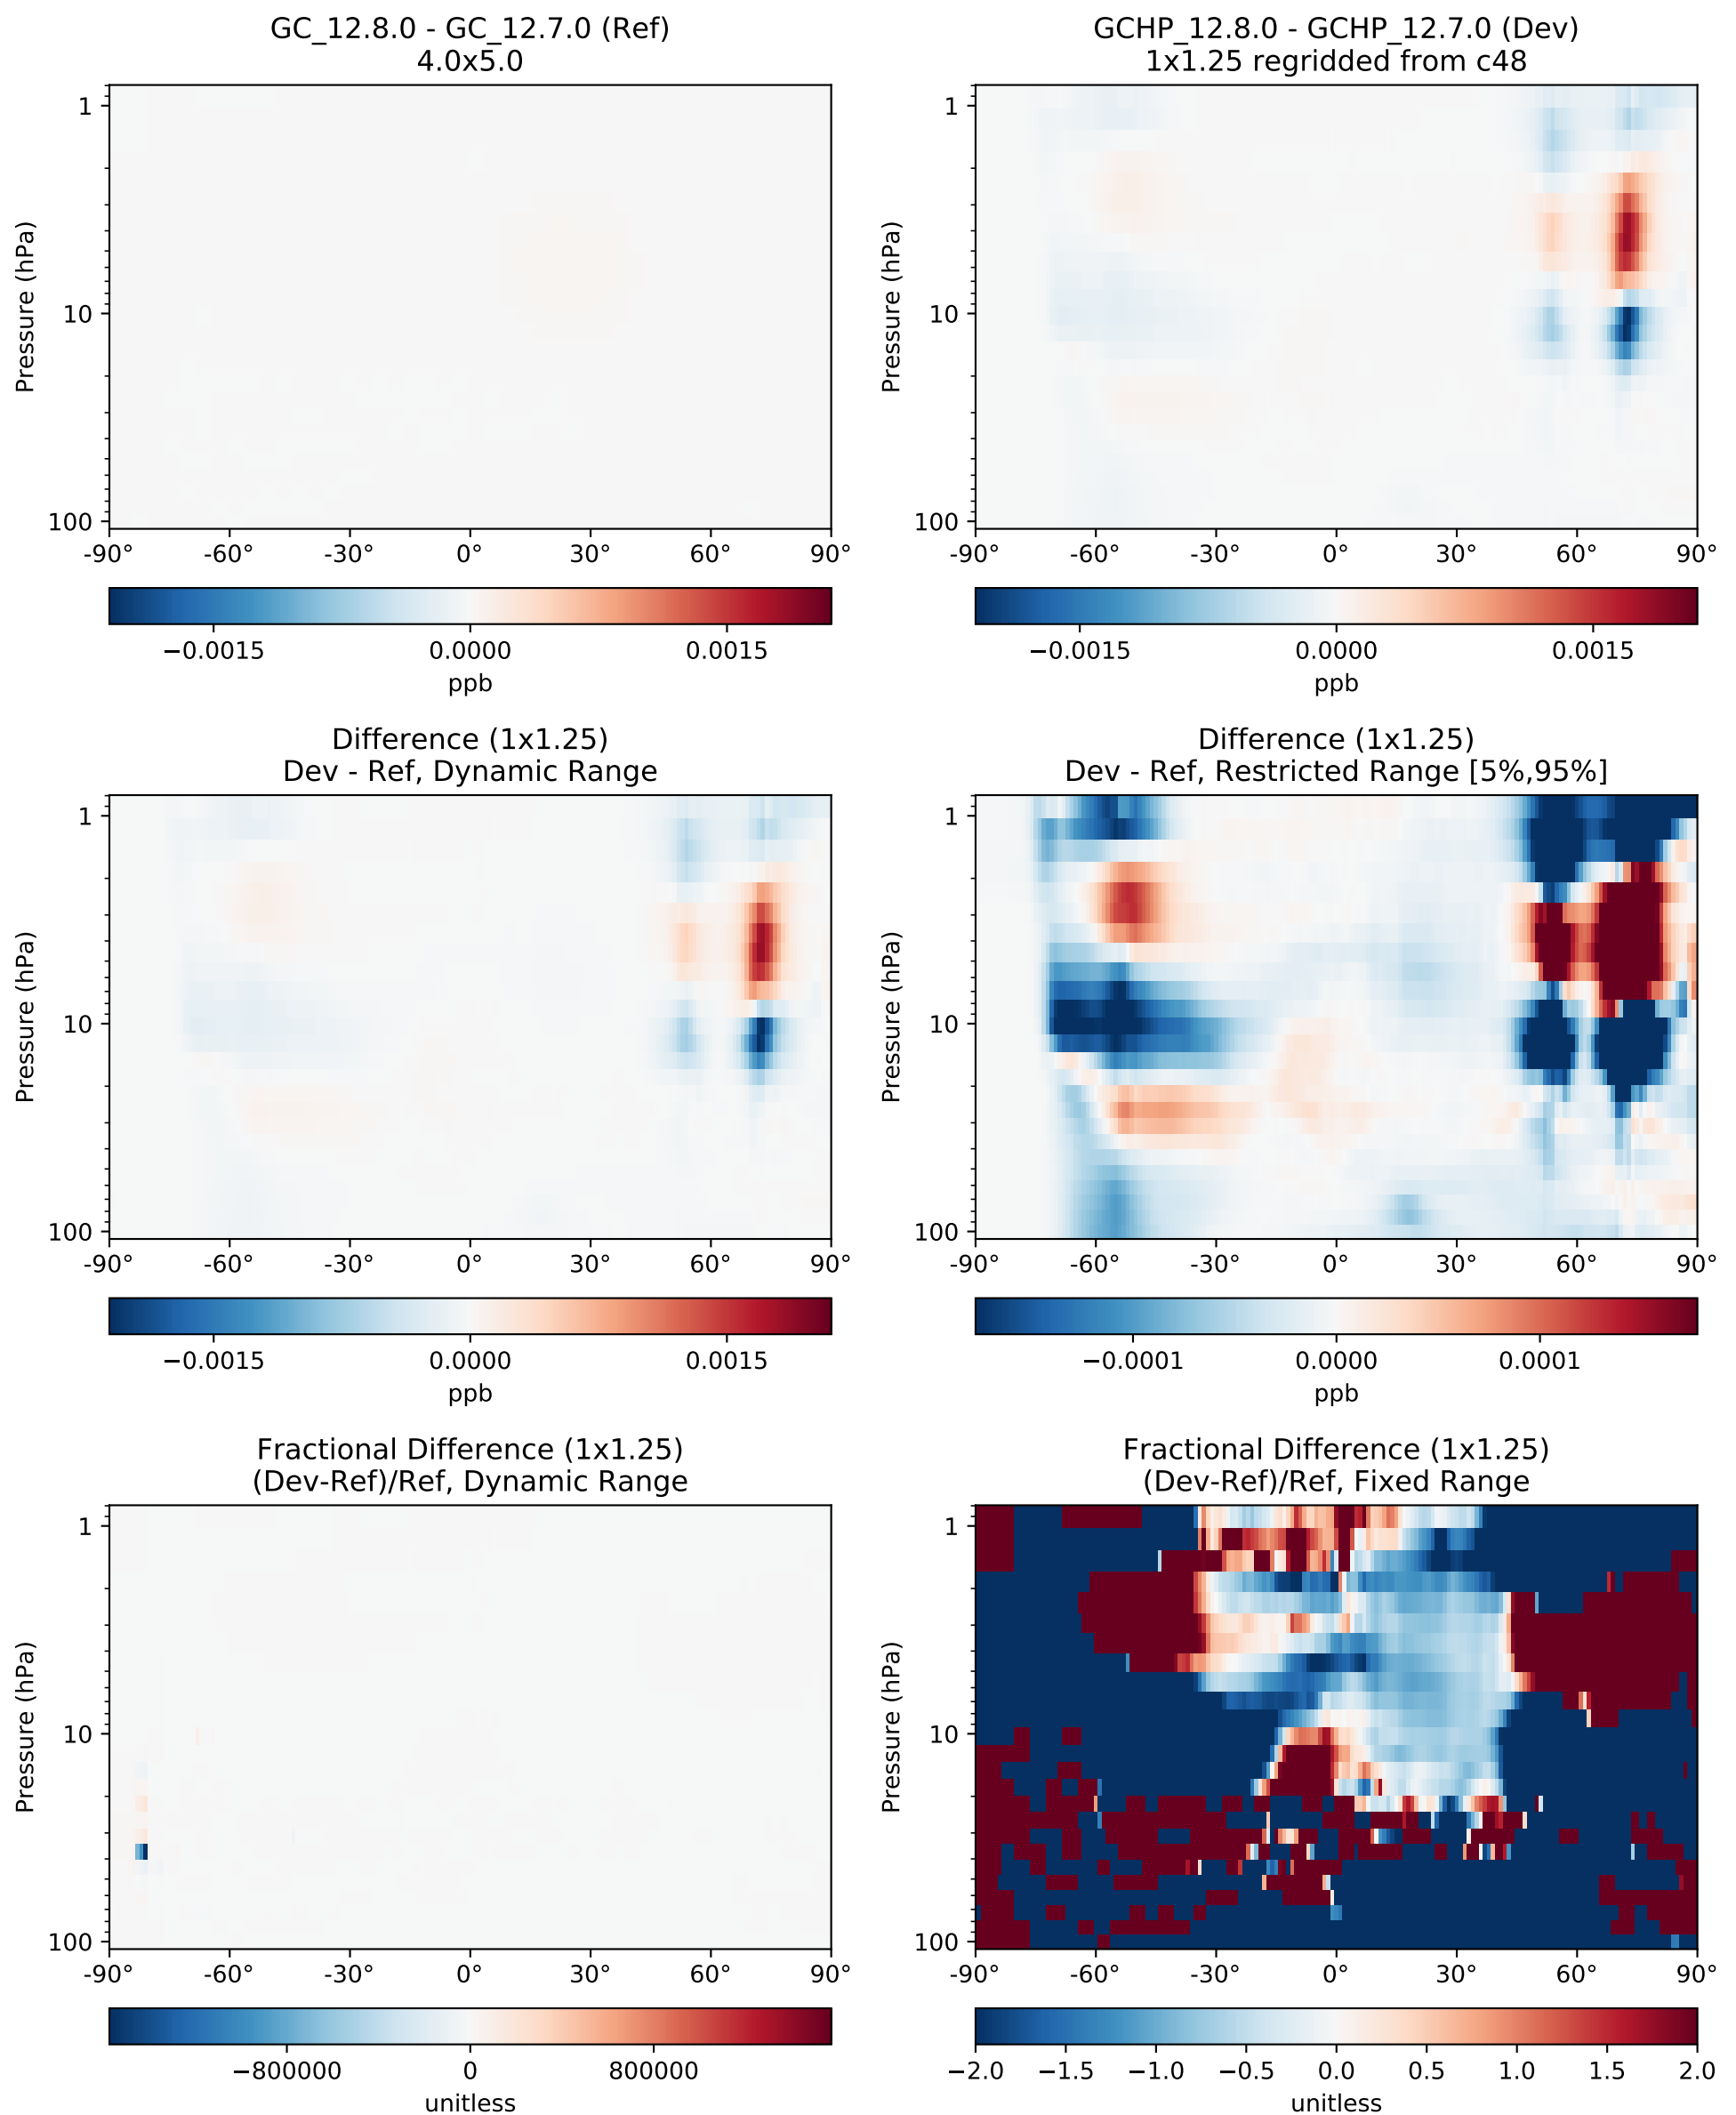 GC_12.8.0 - GC_12.7.0 (Ref)
4.0x5.0
GCHP_12.8.0 - GCHP_12.7.0 (Dev)
1x1.25 regridded from c48
Pressure (hPa)
1
10
100
-90° -60° -30° 0° 30° 60° 90°
−0.0015 0.0000 0.0015
ppb
Pressure (hPa)
1
10
100
-90° -60° -30° 0° 30° 60° 90°
−0.0015 0.0000 0.0015
ppb
Difference (1x1.25)
Dev - Ref, Dynamic Range
Difference (1x1.25)
Dev - Ref, Restricted Range [5%,95%]
Pressure (hPa)
1
10
100
-90° -60° -30° 0° 30° 60° 90°
−0.0015 0.0000 0.0015
ppb
Pressure (hPa)
1
10
100
-90° -60° -30° 0° 30° 60° 90°
−0.0001 0.0000 0.0001
ppb
Fractional Difference (1x1.25)
(Dev-Ref)/Ref, Dynamic Range
Fractional Difference (1x1.25)
(Dev-Ref)/Ref, Fixed Range
Pressure (hPa)
1
10
100
-90° -60° -30° 0° 30° 60° 90°
−800000 0 800000
unitless
Pressure (hPa)
1
10
100
-90° -60° -30° 0° 30° 60° 90°
−2.0 −1.5 −1.0 −0.5 0.0 0.5 1.0 1.5 2.0
unitless